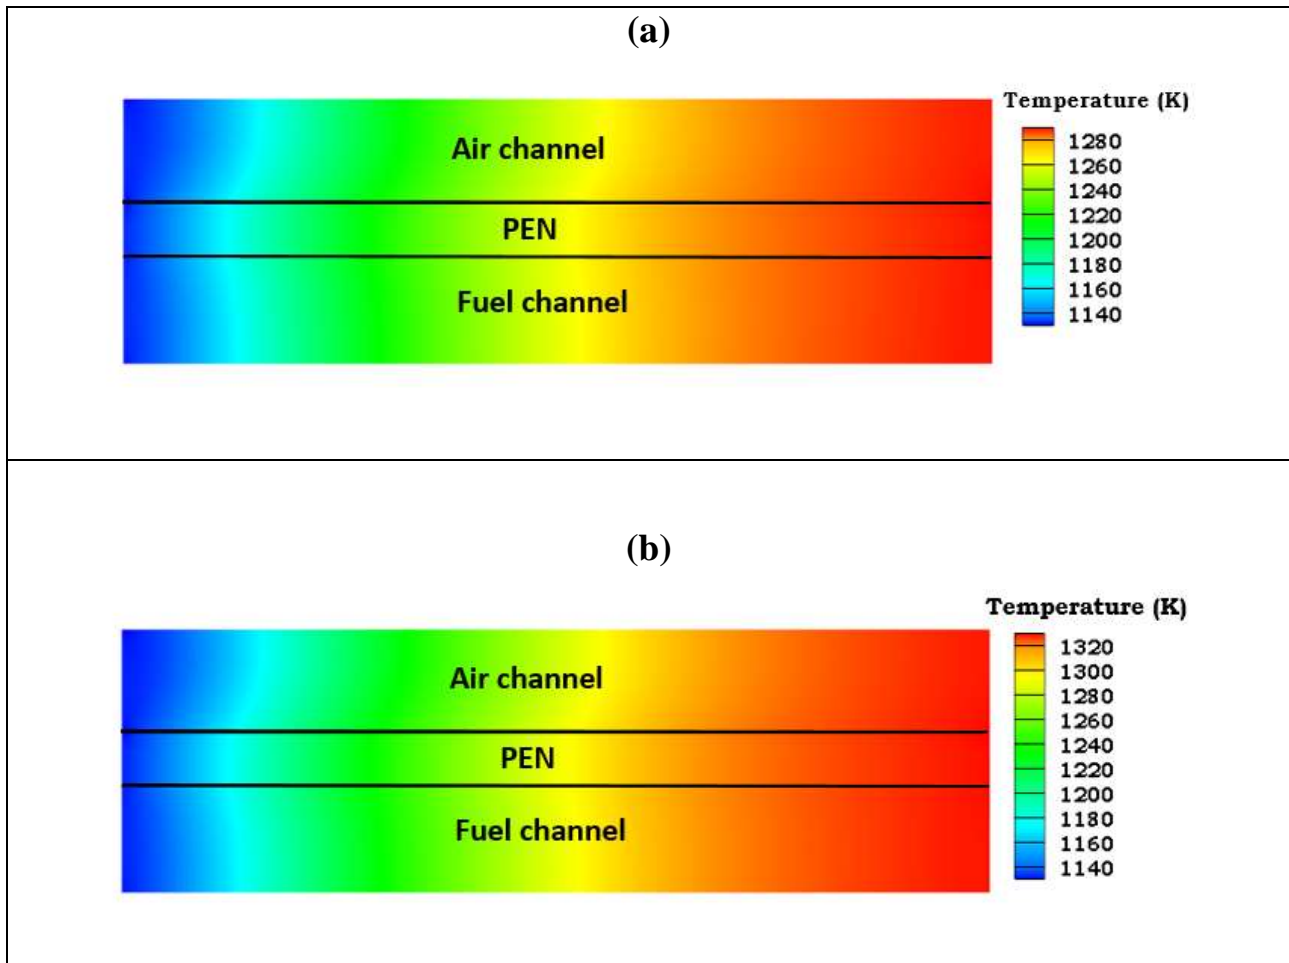 (a)
Temperature (K)
Air channel
PEN
Fuel channel
1280
1260
1240
1220
1200
1180
1160
1140
(b)
Temperature (K)
Air channel
PEN
Fuel channel
1320
1300
1280
1260
1240
1220
1200
1180
1160
1140